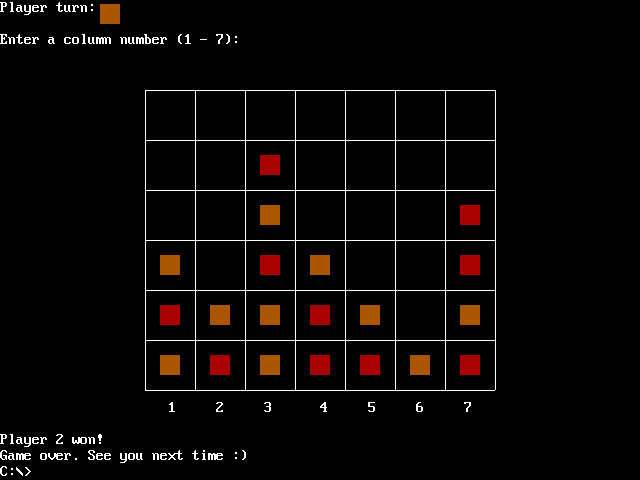 Player turn:
Enter a column number (1 - 7):
1 2 3 4 5 6 7
Player 2 won!
Game over. See you next time :)
C:\>